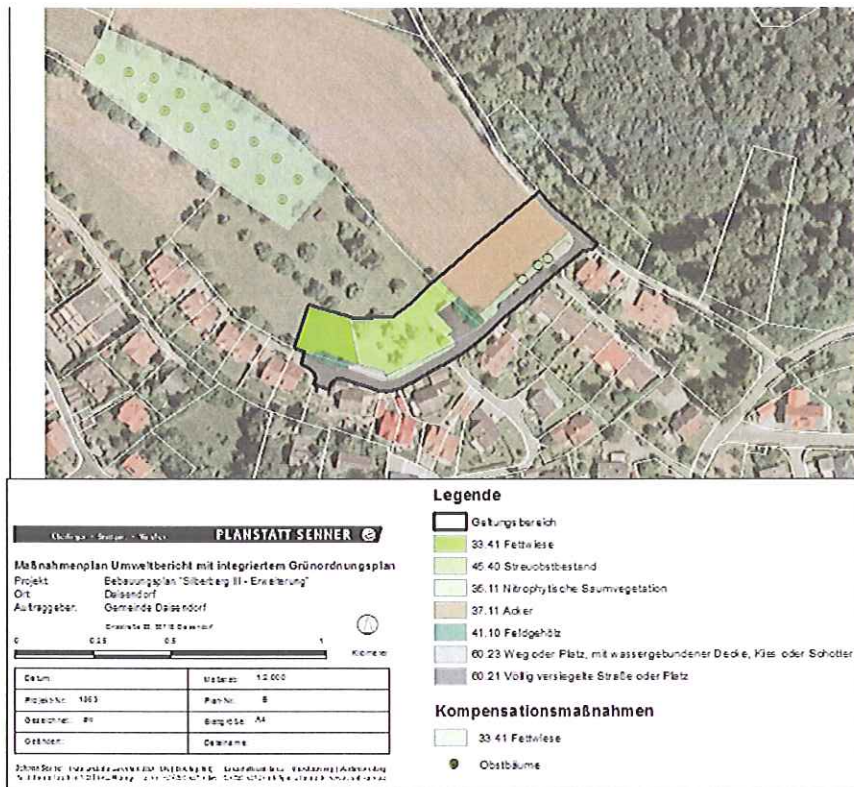 PLANSTATT SENNER
Maßnahmenplan Umweltbericht mit integriertem Grünordnungsplan
Projekt: Bebauungsplan "Silberberg III - Erweiterung"
Ort: Daisendorf
Auftraggeber: Gemeinde Daisendorf
0 0.25 0.5 1
Kilometer
Datum: Maßstab: 1:2.000
Projekt-Nr.: Plan-Nr.:
Gezeichnet: Blattgröße: A4
Geändert: Dateiname:
Legende
Geltungsbereich
33.41 Fettwiese
45.40 Streuobstbestand
35.11 Nitrophytische Saumvegetation
37.11 Acker
41.10 Feldgehölz
60.23 Weg oder Platz, mit wassergebundener Decke, Kies oder Schotter
60.21 Völlig versiegelte Straße oder Platz
Kompensationsmaßnahmen
33.41 Fettwiese
Obstbäume